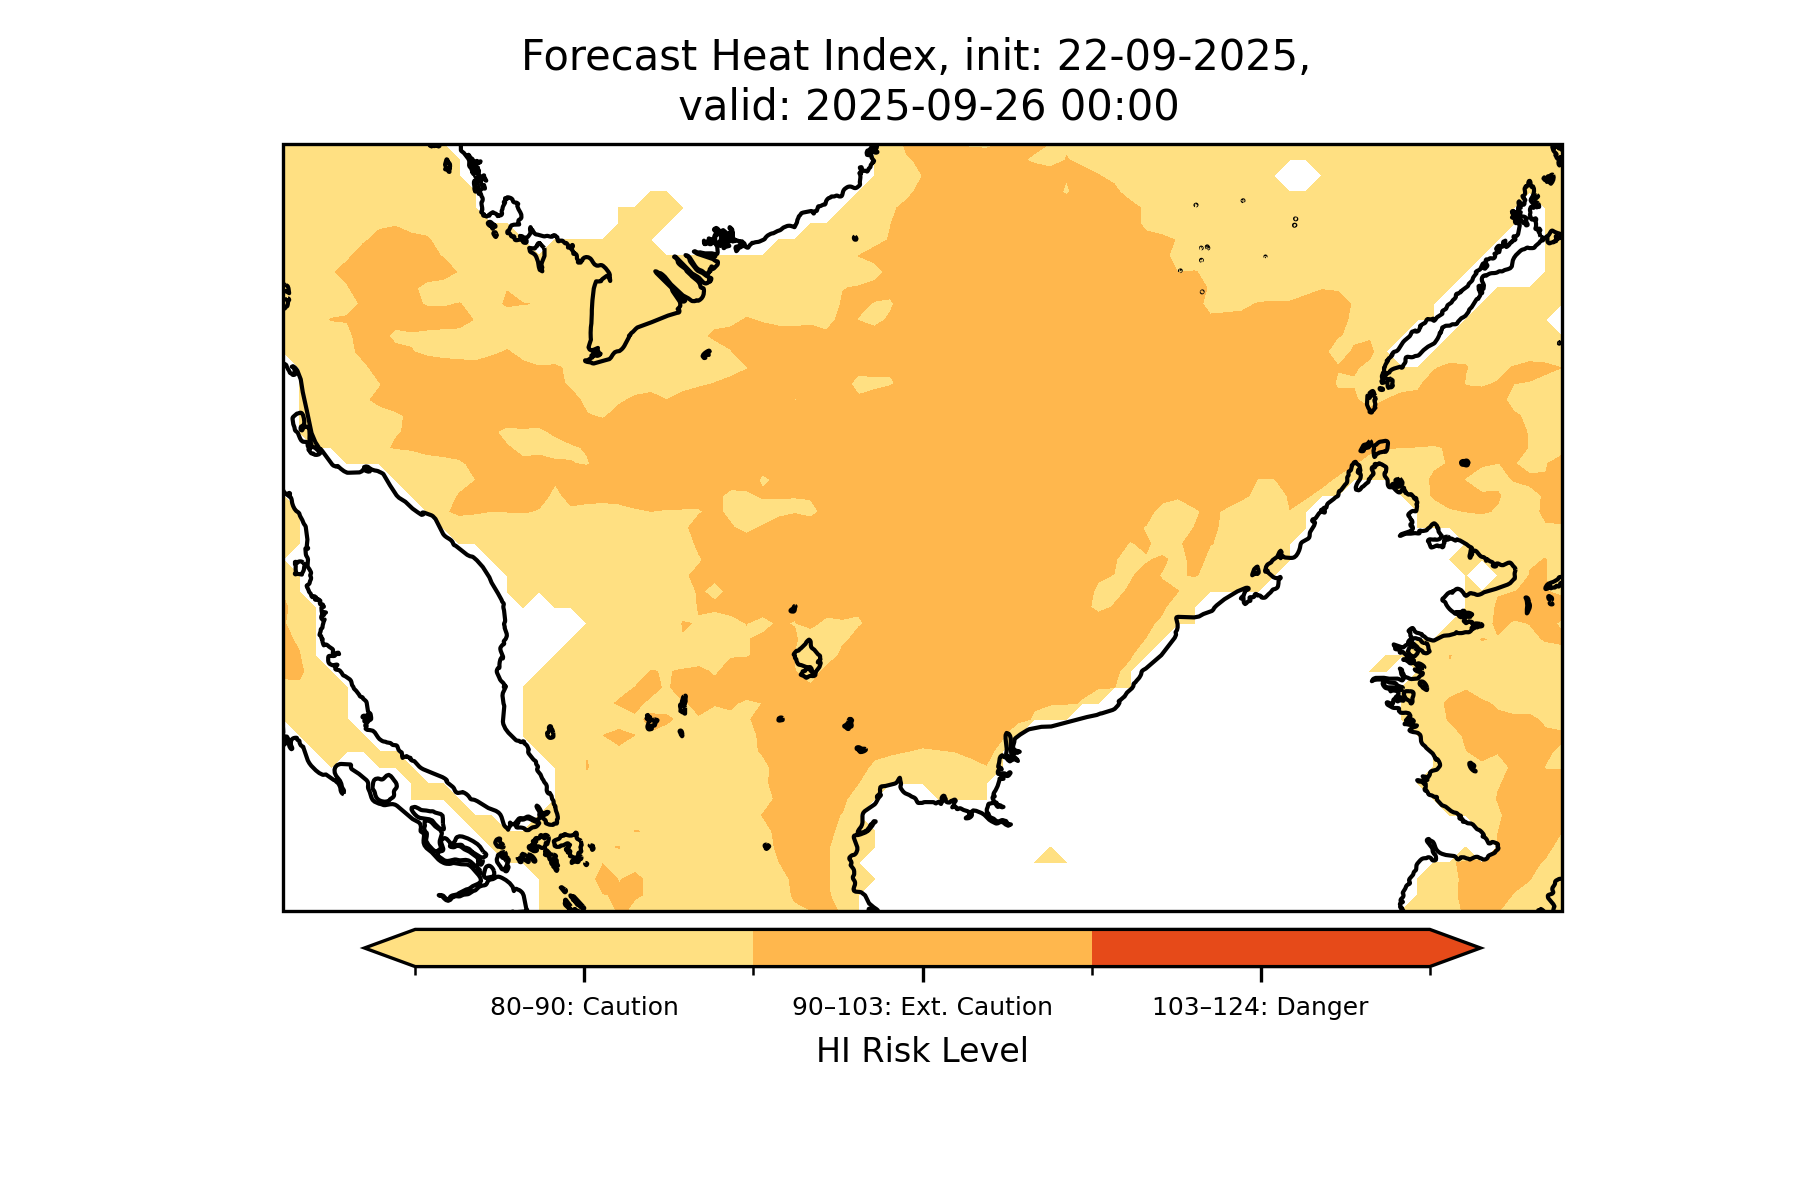 Forecast Heat Index, init: 22-09-2025,
valid: 2025-09-26 00:00
80–90: Caution
90–103: Ext. Caution
103–124: Danger
HI Risk Level